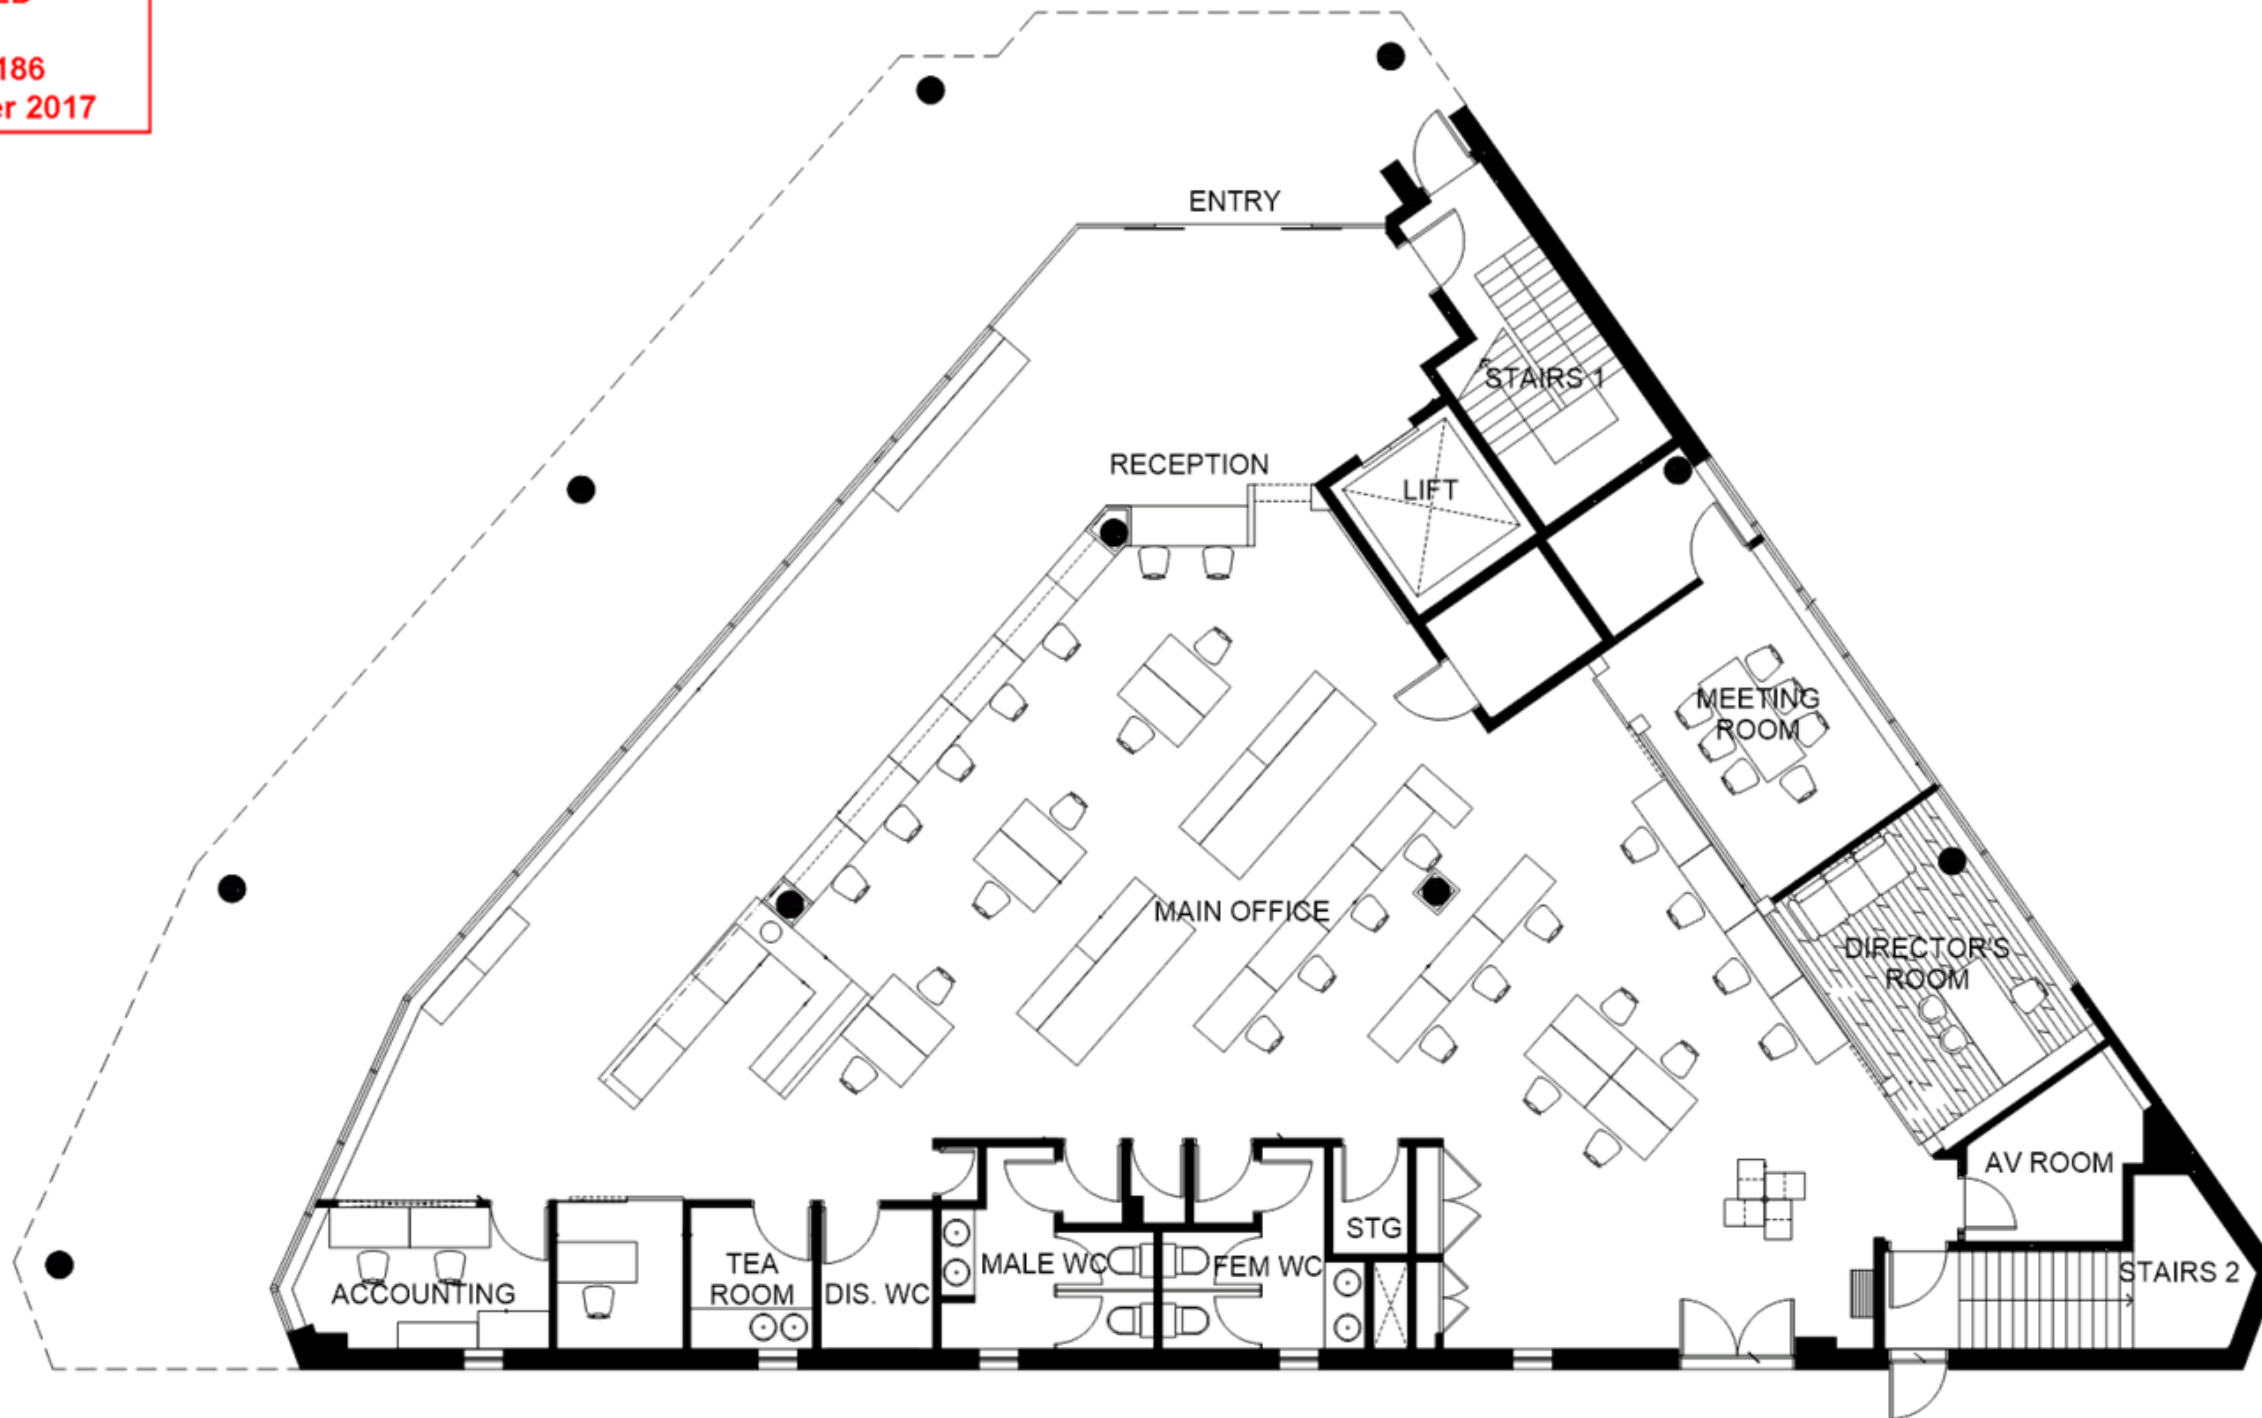 186
er 2017
ENTRY
STAIRS 1
RECEPTION
LIFT
MEETING
ROOM
MAIN OFFICE
DIRECTOR'S
ROOM
AV ROOM
STG
TEA
ROOM
MALE WC
FEM WC
ACCOUNTING
DIS. WC
STAIRS 2